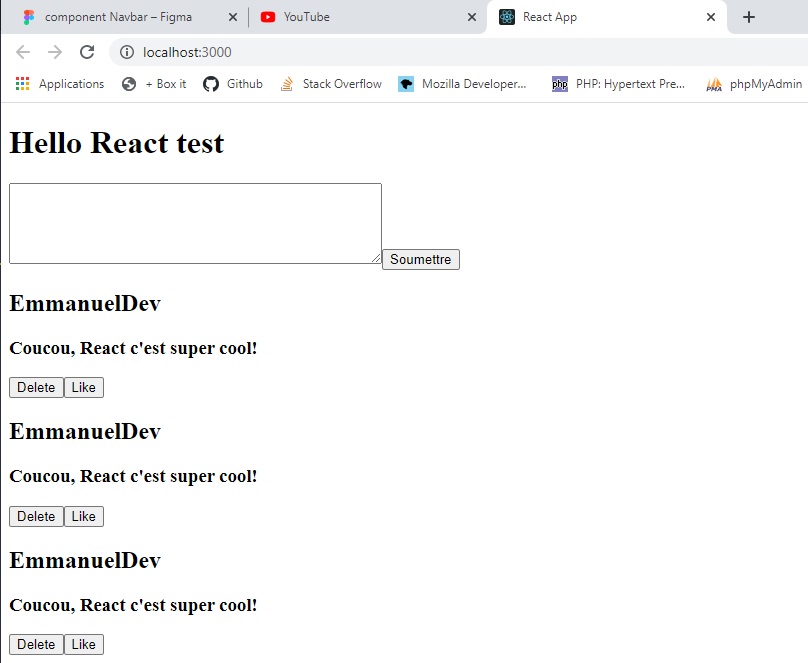 component Navbar – Figma YouTube React App
localhost:3000
Applications + Box it Github Stack Overflow Mozilla Developer... php PHP: Hypertext Pre... PMA phpMyAdmin
Hello React test
Soumettre
EmmanuelDev
Coucou, React c'est super cool!
Delete Like
EmmanuelDev
Coucou, React c'est super cool!
Delete Like
EmmanuelDev
Coucou, React c'est super cool!
Delete Like